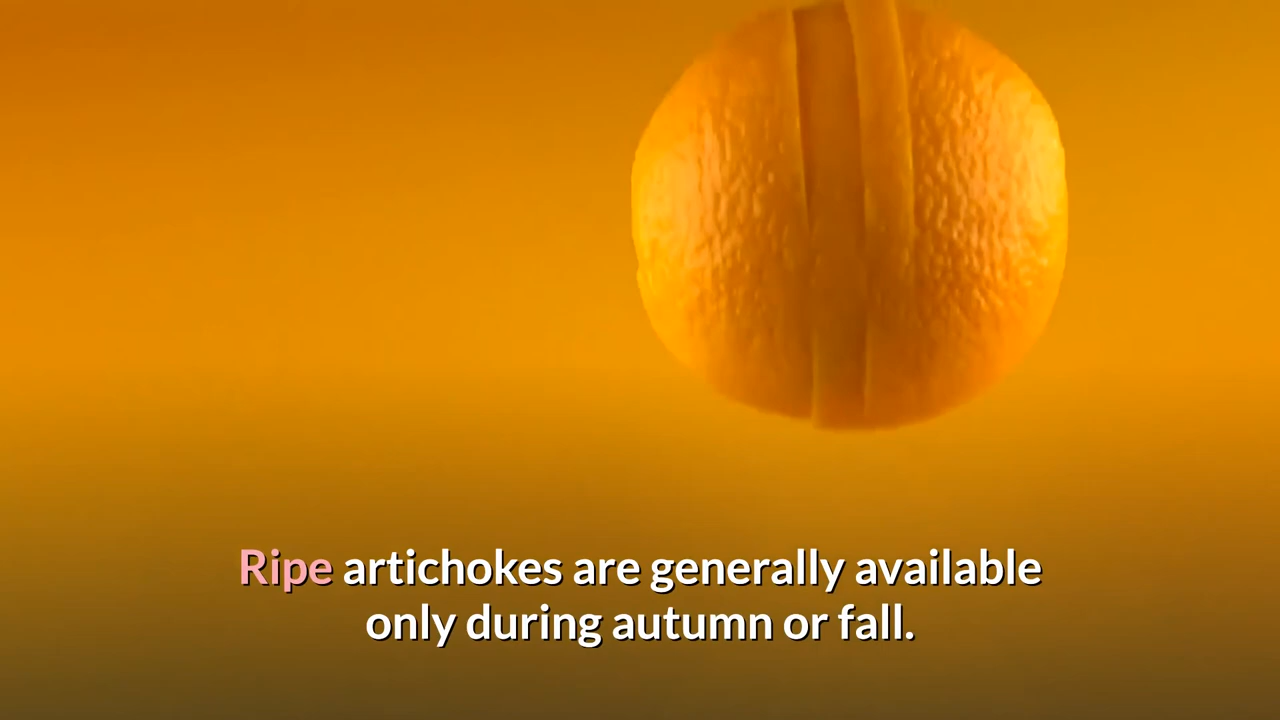 Ripe artichokes are generally available
only during autumn or fall.